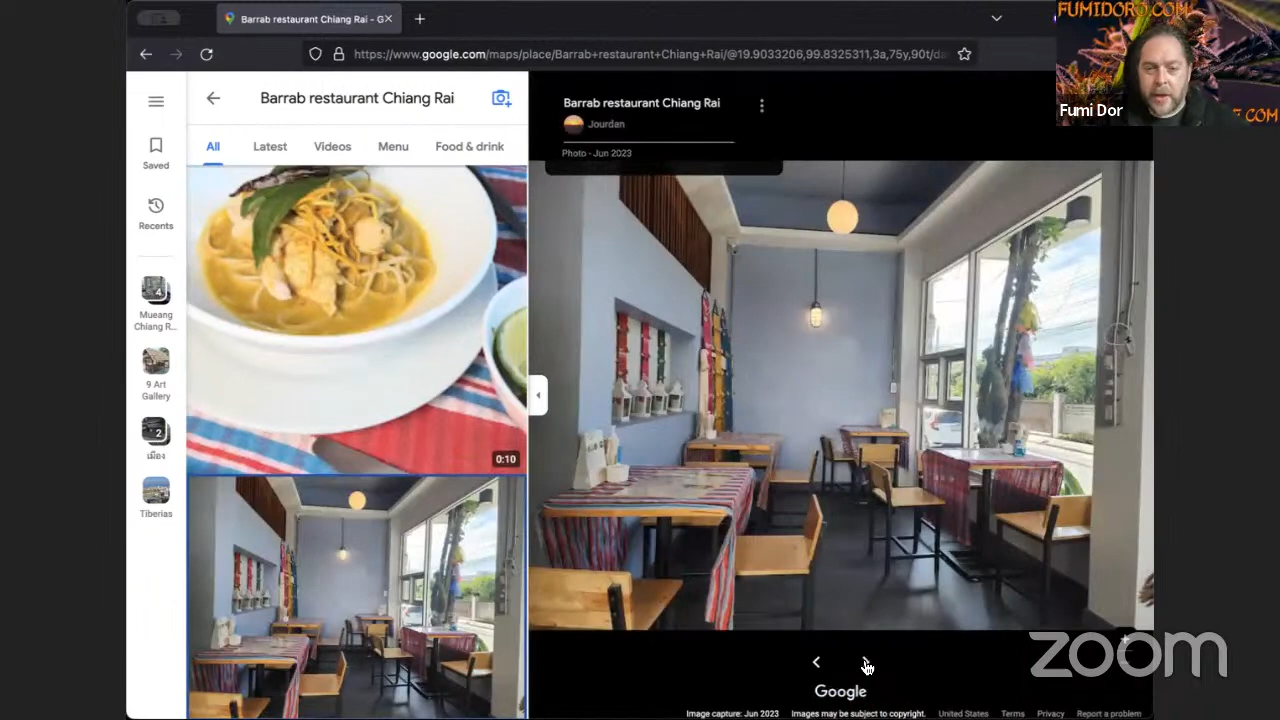 Barrab restaurant Chiang Rai - G
https://www.google.com/maps/place/Barrab+restaurant+Chiang+Rai/@19.9033206,99.8325311,3a,75y,90t/da
FUMIDORO.COM
Fumi Dor
E.COM
Barrab restaurant Chiang Rai
All
Latest
Videos
Menu
Food & drink
Saved
Recents
4
Mueang
Chiang R...
9 Art
Gallery
2
เมือง
Tiberias
0:10
Barrab restaurant Chiang Rai
Jourdan
Photo - Jun 2023
Google
zoom
Image capture: Jun 2023
Images may be subject to copyright.
United States
Terms
Privacy
Report a problem